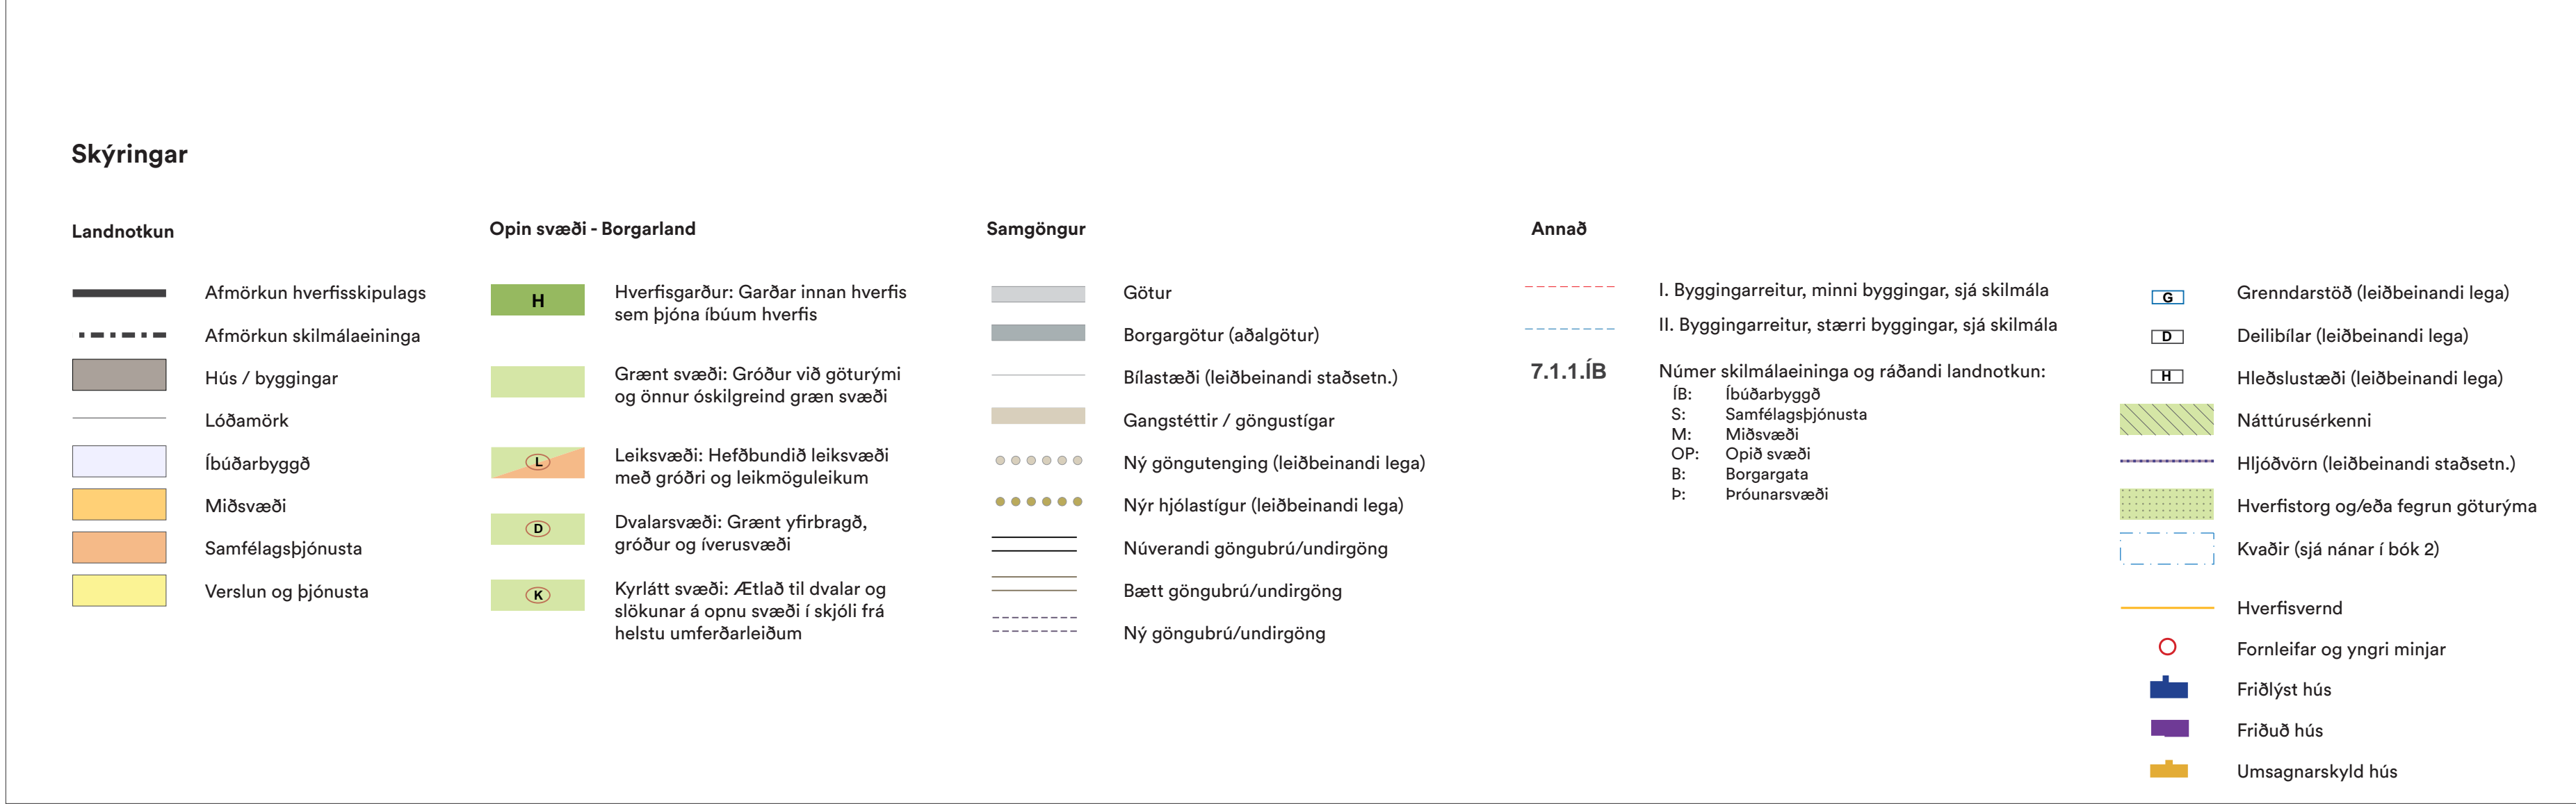 Skýringar
Landnotkun
Afmörkun hverfisskipulags
Afmörkun skilmálaeininga
Hús / byggingar
Lóðamörk
Íbúðarbyggð
Miðsvæði
Samfélagsþjónusta
Verslun og þjónusta
Opin svæði - Borgarland
H
Hverfisgarður: Garðar innan hverfis
sem þjóna íbúum hverfis
Grænt svæði: Gróður við göturými
og önnur óskilgreind græn svæði
L
Leiksvæði: Hefðbundið leiksvæði
með gróðri og leikmöguleikum
D
Dvalarsvæði: Grænt yfirbragð,
gróður og íverusvæði
K
Kyrlátt svæði: Ætlað til dvalar og
slökunar á opnu svæði í skjóli frá
helstu umferðarleiðum
Samgöngur
Götur
Borgargötur (aðalgötur)
Bílastæði (leiðbeinandi staðsetn.)
Gangstéttir / göngustígar
Ný göngutenging (leiðbeinandi lega)
Nýr hjólastígur (leiðbeinandi lega)
Núverandi göngubrú/undirgöng
Bætt göngubrú/undirgöng
Ný göngubrú/undirgöng
Annað
I. Byggingarreitur, minni byggingar, sjá skilmála
II. Byggingarreitur, stærri byggingar, sjá skilmála
7.1.1.ÍB Númer skilmálaeininga og ráðandi landnotkun:
ÍB: Íbúðarbyggð
S: Samfélagsþjónusta
M: Miðsvæði
OP: Opið svæði
B: Borgargata
Þ: Þróunarsvæði
G Grenndarstöð (leiðbeinandi lega)
D Deilibílar (leiðbeinandi lega)
H Hleðslustæði (leiðbeinandi lega)
Náttúrusérkenni
Hljóðvörn (leiðbeinandi staðsetn.)
Hverfistorg og/eða fegrun göturýma
Kvaðir (sjá nánar í bók 2)
Hverfisvernd
Fornleifar og yngri minjar
Friðlýst hús
Friðuð hús
Umsagnarskyld hús